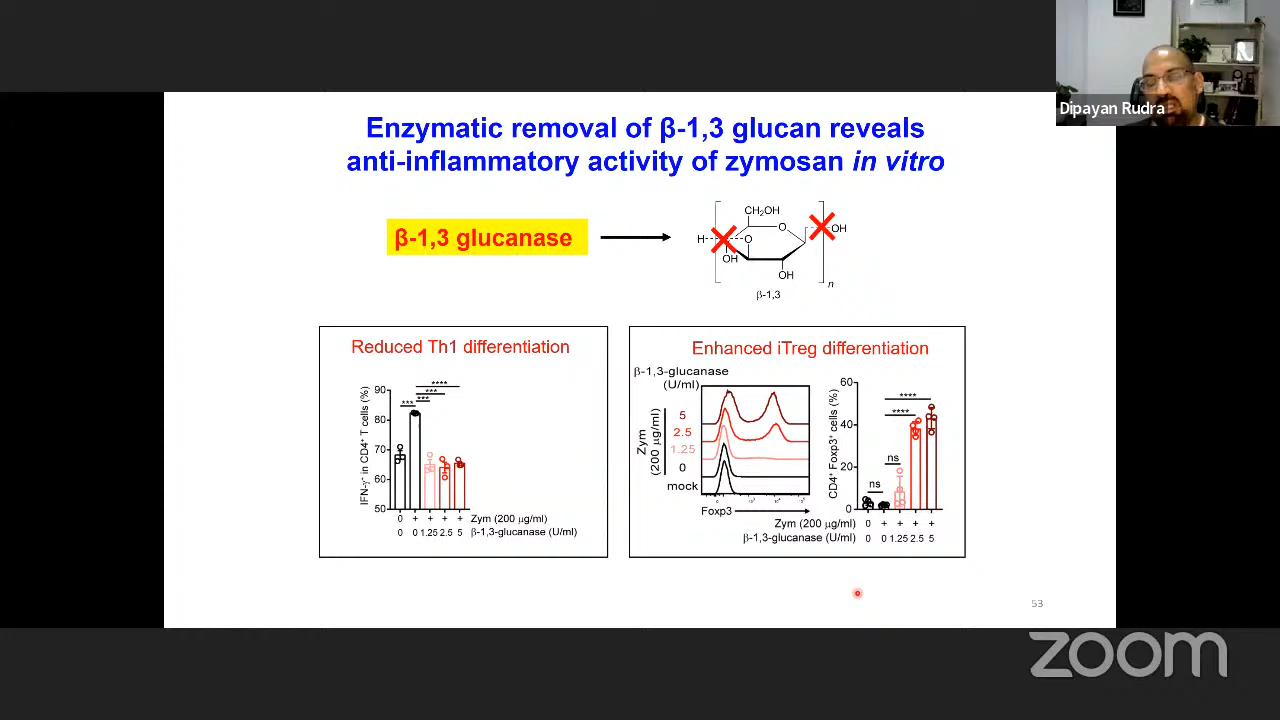 Dipayan Rudra
Enzymatic removal of β-1,3 glucan reveals
anti-inflammatory activity of zymosan in vitro
β-1,3 glucanase
CH₂OH
O
H
O
OH
OH
OH
n
β-1,3
Reduced Th1 differentiation
IFN-γ⁺ in CD4⁺ T cells (%)
90
80
70
60
50
***
***
***
****
0 + + + + Zym (200 μg/ml)
0 0 1.25 2.5 5 β-1,3-glucanase (U/ml)
Enhanced iTreg differentiation
β-1,3-glucanase
(U/ml)
Zym
(200 μg/ml)
5
2.5
1.25
0
mock
0 10³ 10⁴ 10⁵
Foxp3
CD4⁺ Foxp3⁺ cells (%)
60
40
20
0
ns
ns
****
****
Zym (200 μg/ml) 0 + + + +
β-1,3-glucanase (U/ml) 0 0 1.25 2.5 5
53
zoom